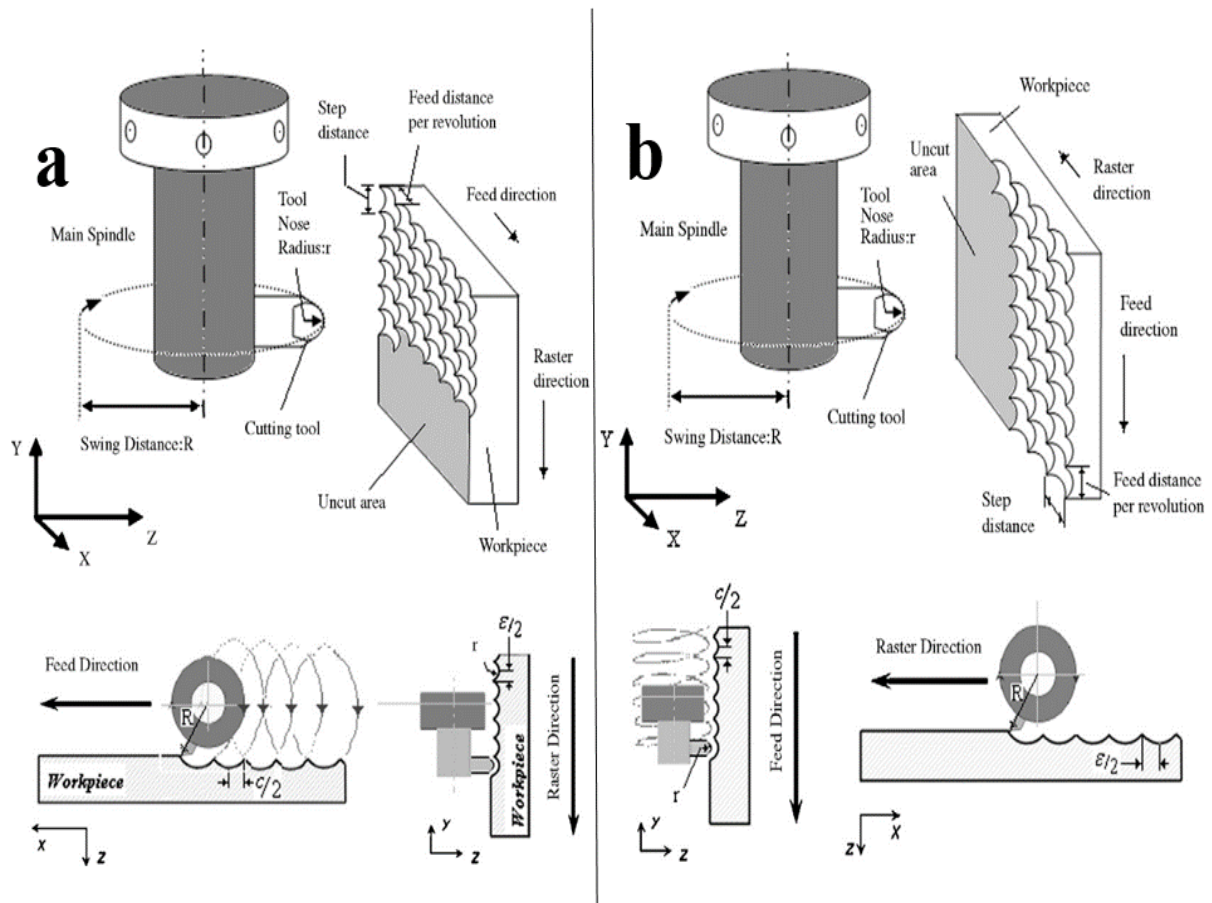 a
Step
distance
Feed distance
per revolution
Feed direction
Tool
Nose
Radius:r
Main Spindle
Raster
direction
Cutting tool
Swing Distance:R
Uncut area
Workpiece
Y
Z
X
Feed Direction
R
Workpiece
c/2
X
Z
r
ε/2
Workpiece
Raster Direction
Y
Z
b
Workpiece
Uncut
area
Raster
direction
Tool
Nose
Radius:r
Main Spindle
Feed
direction
Cutting tool
Swing Distance:R
Feed distance
per revolution
Step
distance
Y
Z
X
c/2
r
Feed Direction
Y
Z
Raster Direction
R
ε/2
X
Z